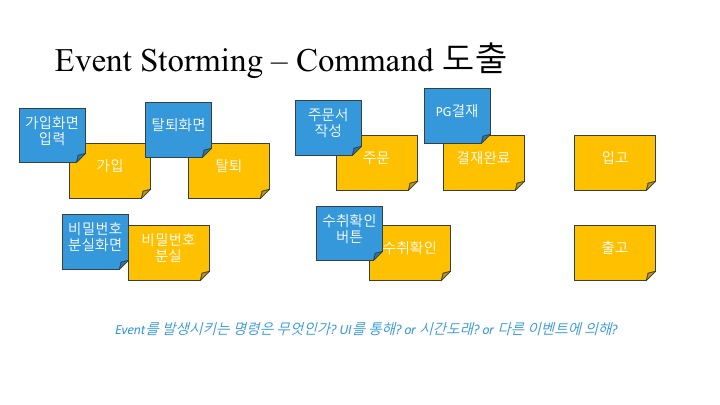 Event Storming – Command 도출
가입화면
입력
가입
탈퇴화면
탈퇴
주문서
작성
주문
PG결재
결재완료
입고
비밀번호
분실화면
비밀번호
분실
수취확인
버튼
수취확인
출고
Event를 발생시키는 명령은 무엇인가? UI를 통해? or 시간도래? or 다른 이벤트에 의해?